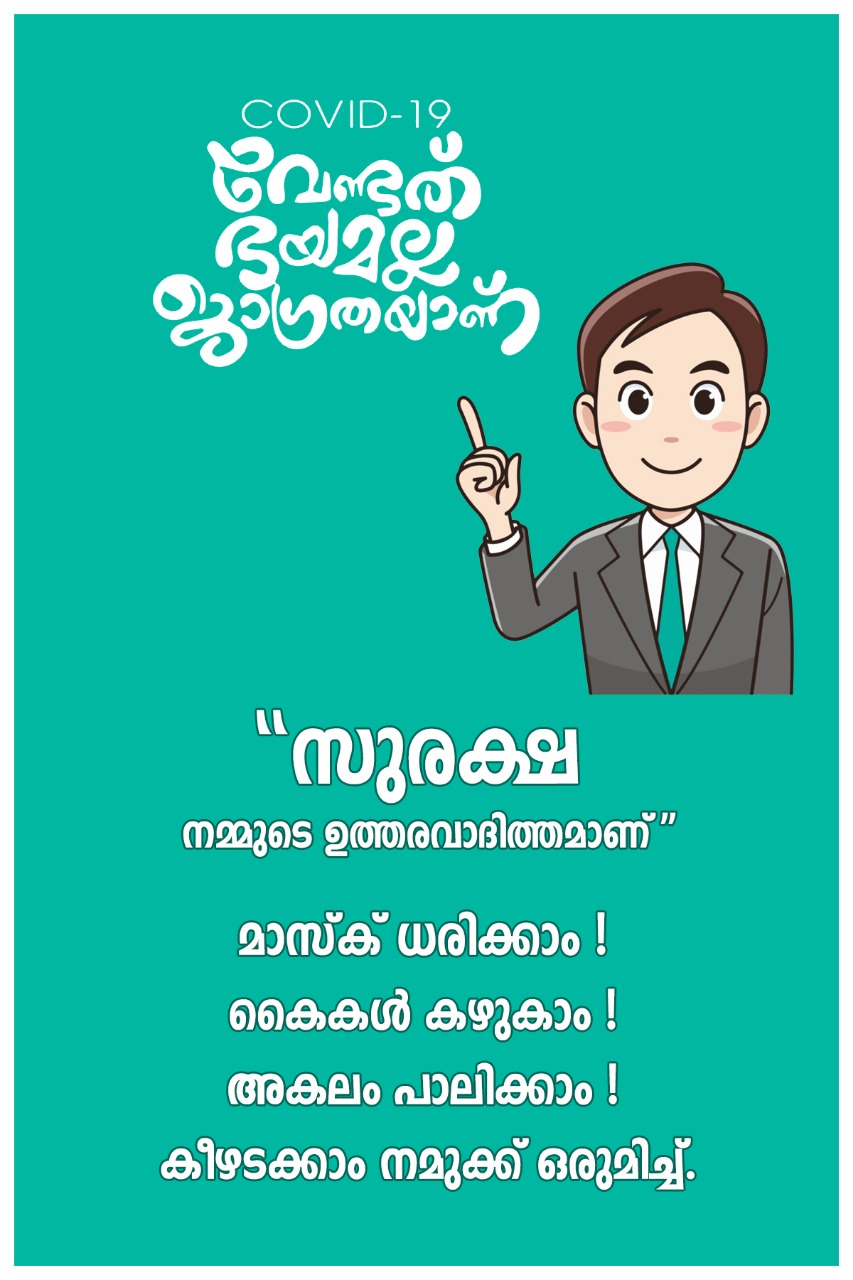 COVID-19
വേണ്ടത്
ഭയമല്ല
ജാഗ്രതയാണ്
“സുരക്ഷ
നമ്മുടെ ഉത്തരവാദിത്തമാണ്”
മാസ്ക് ധരിക്കാം !
കൈകൾ കഴുകാം !
അകലം പാലിക്കാം !
കീഴടക്കാം നമുക്ക് ഒരുമിച്ച്.